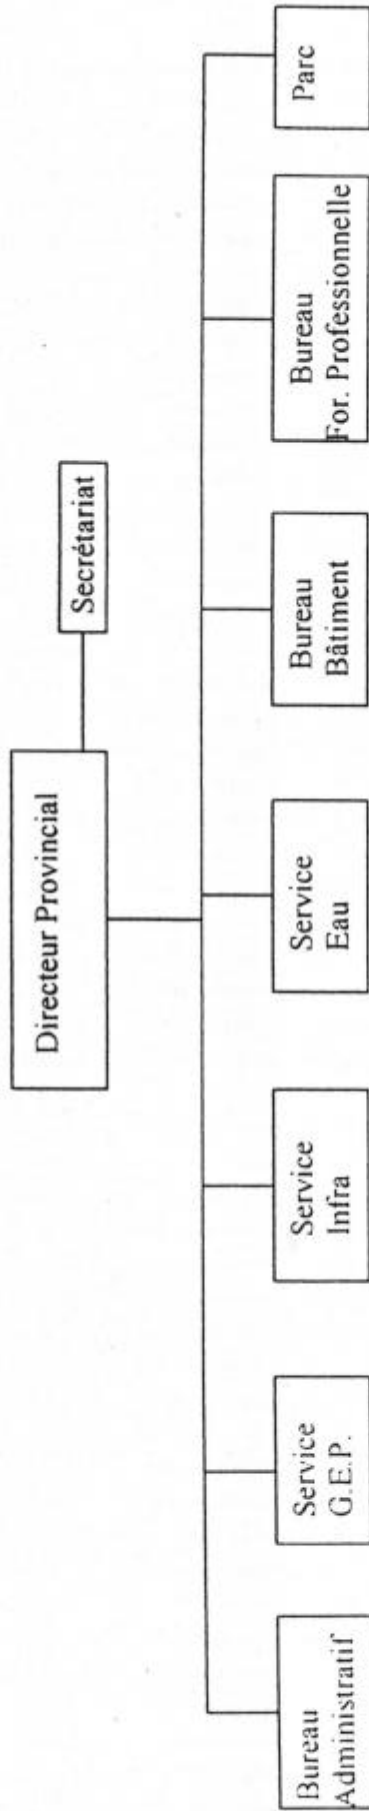 Directeur Provincial
Secrétariat
Bureau
Administratif
Service
G.E.P.
Service
Infra
Service
Eau
Bureau
Bâtiment
Bureau
For. Professionnelle
Parc